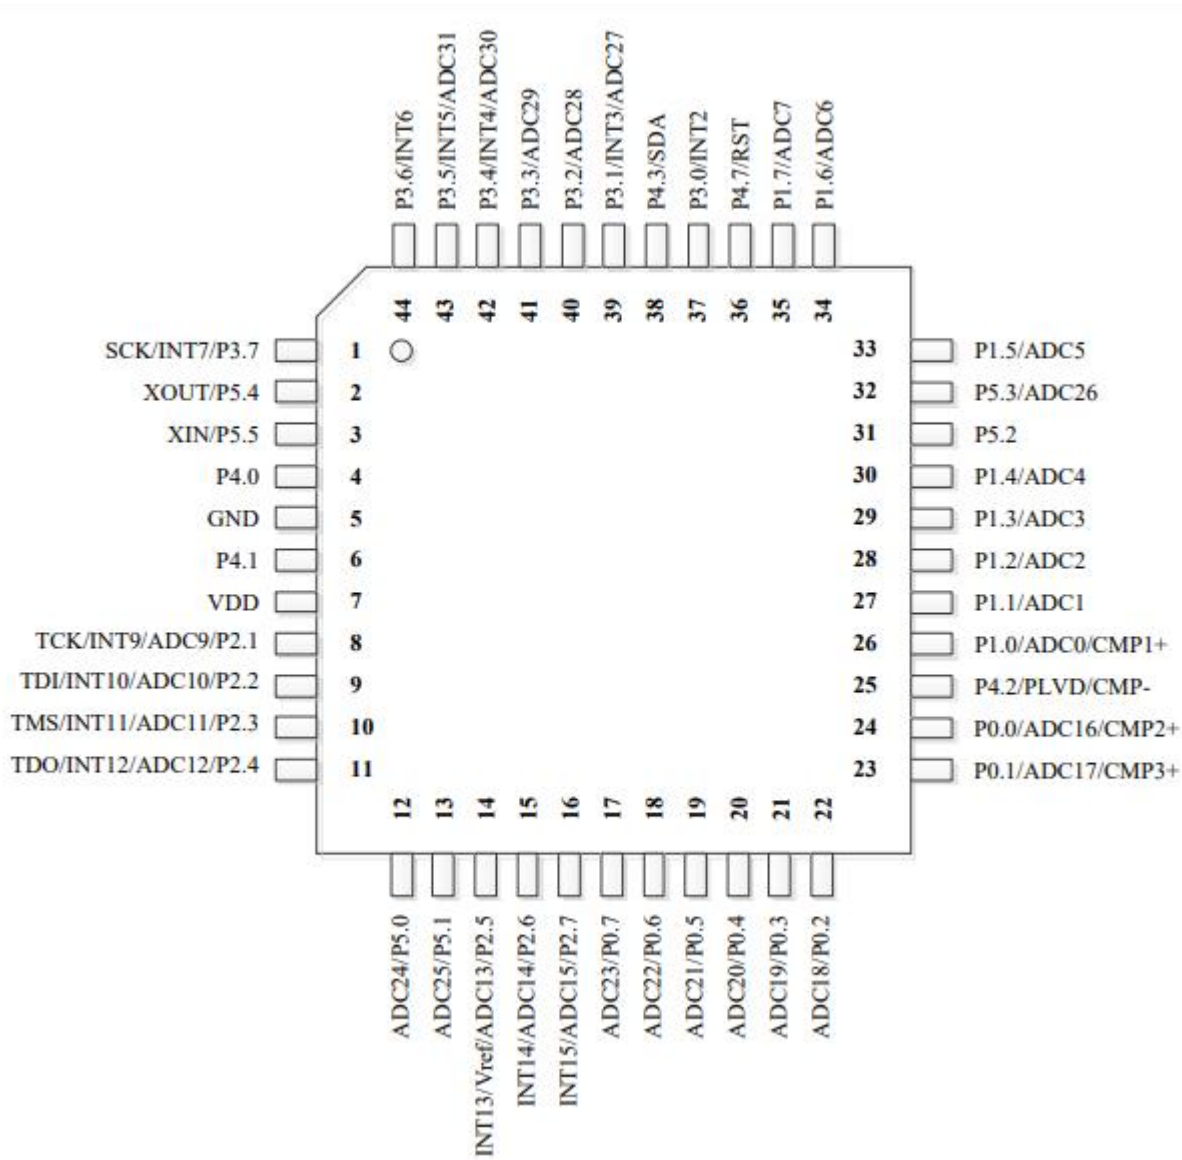 P3.6/INT6
P3.5/INT5/ADC31
P3.4/INT4/ADC30
P3.3/ADC29
P3.2/ADC28
P3.1/INT3/ADC27
P4.3/SDA
P3.0/INT2
P4.7/RST
P1.7/ADC7
P1.6/ADC6
44 43 42 41 40 39 38 37 36 35 34
SCK/INT7/P3.7 1 33 P1.5/ADC5
XOUT/P5.4 2 32 P5.3/ADC26
XIN/P5.5 3 31 P5.2
P4.0 4 30 P1.4/ADC4
GND 5 29 P1.3/ADC3
P4.1 6 28 P1.2/ADC2
VDD 7 27 P1.1/ADC1
TCK/INT9/ADC9/P2.1 8 26 P1.0/ADC0/CMP1+
TDI/INT10/ADC10/P2.2 9 25 P4.2/PLVD/CMP-
TMS/INT11/ADC11/P2.3 10 24 P0.0/ADC16/CMP2+
TDO/INT12/ADC12/P2.4 11 23 P0.1/ADC17/CMP3+
12 13 14 15 16 17 18 19 20 21 22
ADC24/P5.0
ADC25/P5.1
INT13/Vref/ADC13/P2.5
INT14/ADC14/P2.6
INT15/ADC15/P2.7
ADC23/P0.7
ADC22/P0.6
ADC21/P0.5
ADC20/P0.4
ADC19/P0.3
ADC18/P0.2